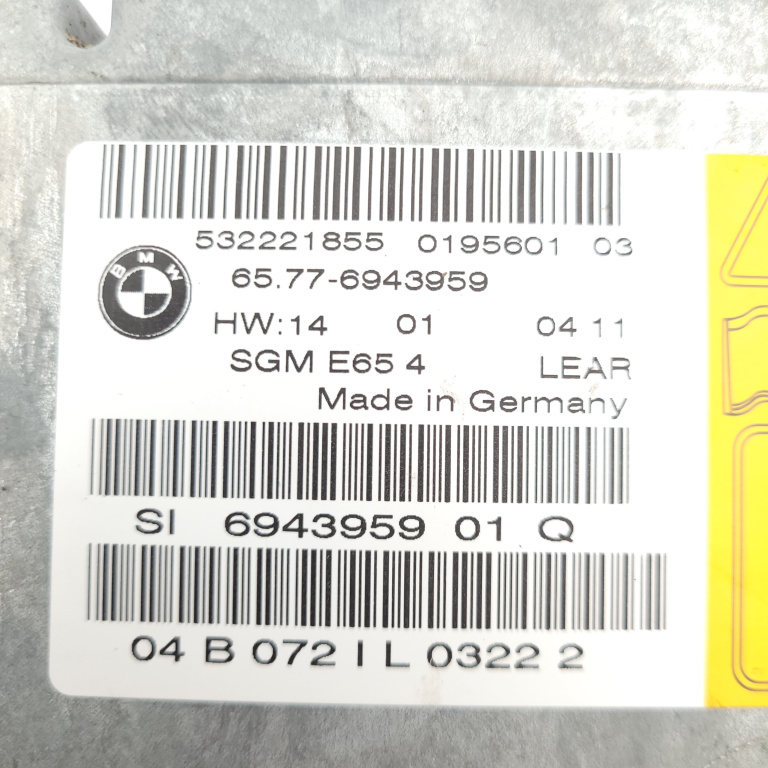 532221855 0195601 03
BMW
65.77-6943959
HW:14 01 04 11
SGM E65 4 LEAR
Made in Germany
SI 6943959 01 Q
04 B 072 I L 0322 2